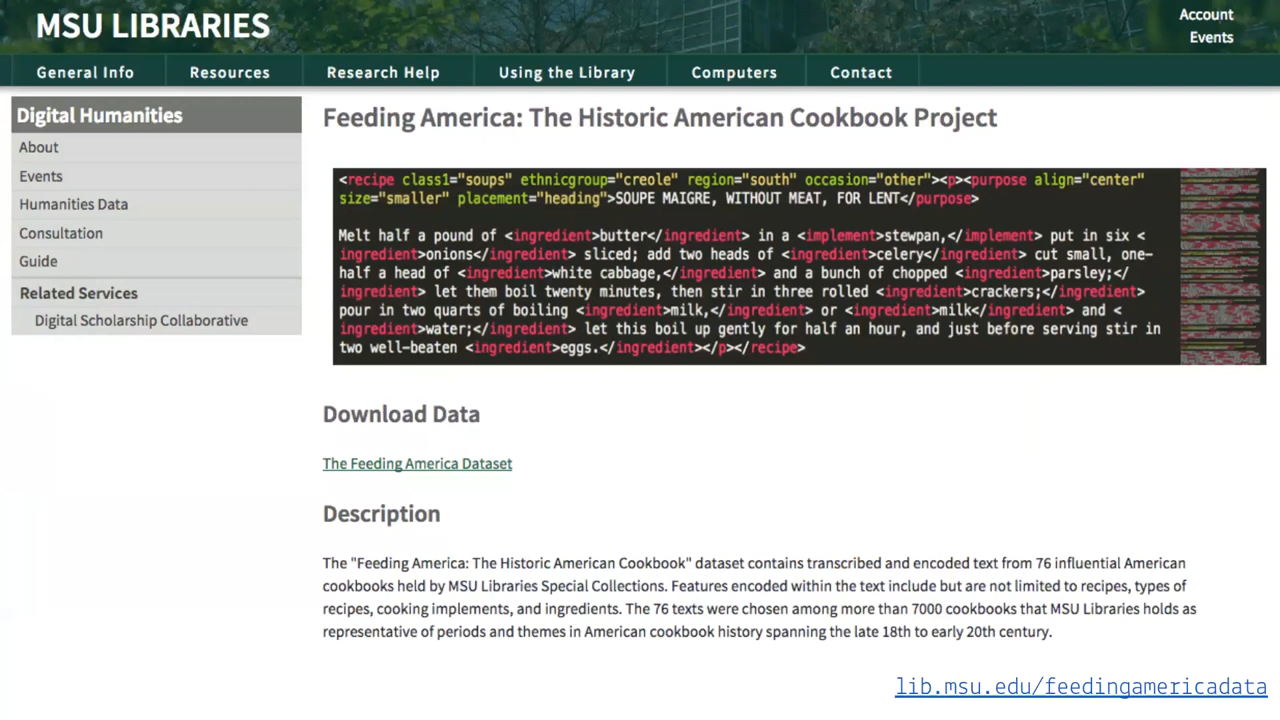 MSU LIBRARIES
Account
Events
General Info
Resources
Research Help
Using the Library
Computers
Contact
Digital Humanities
About
Events
Humanities Data
Consultation
Guide
Related Services
Digital Scholarship Collaborative
Feeding America: The Historic American Cookbook Project
<recipe class1="soups" ethnicgroup="creole" region="south" occasion="other"><p><purpose align="center"
size="smaller" placement="heading">SOUPE MAIGRE, WITHOUT MEAT, FOR LENT</purpose>
Melt half a pound of <ingredient>butter</ingredient> in a <implement>stewpan,</implement> put in six <
ingredient>onions</ingredient> sliced; add two heads of <ingredient>celery</ingredient> cut small, one-
half a head of <ingredient>white cabbage,</ingredient> and a bunch of chopped <ingredient>parsley;</
ingredient> let them boil twenty minutes, then stir in three rolled <ingredient>crackers;</ingredient>
pour in two quarts of boiling <ingredient>milk,</ingredient> or <ingredient>milk</ingredient> and <
ingredient>water;</ingredient> let this boil up gently for half an hour, and just before serving stir in
two well-beaten <ingredient>eggs.</ingredient></p></recipe>
Download Data
The Feeding America Dataset
Description
The "Feeding America: The Historic American Cookbook" dataset contains transcribed and encoded text from 76 influential American
cookbooks held by MSU Libraries Special Collections. Features encoded within the text include but are not limited to recipes, types of
recipes, cooking implements, and ingredients. The 76 texts were chosen among more than 7000 cookbooks that MSU Libraries holds as
representative of periods and themes in American cookbook history spanning the late 18th to early 20th century.
lib.msu.edu/feedingamericadata